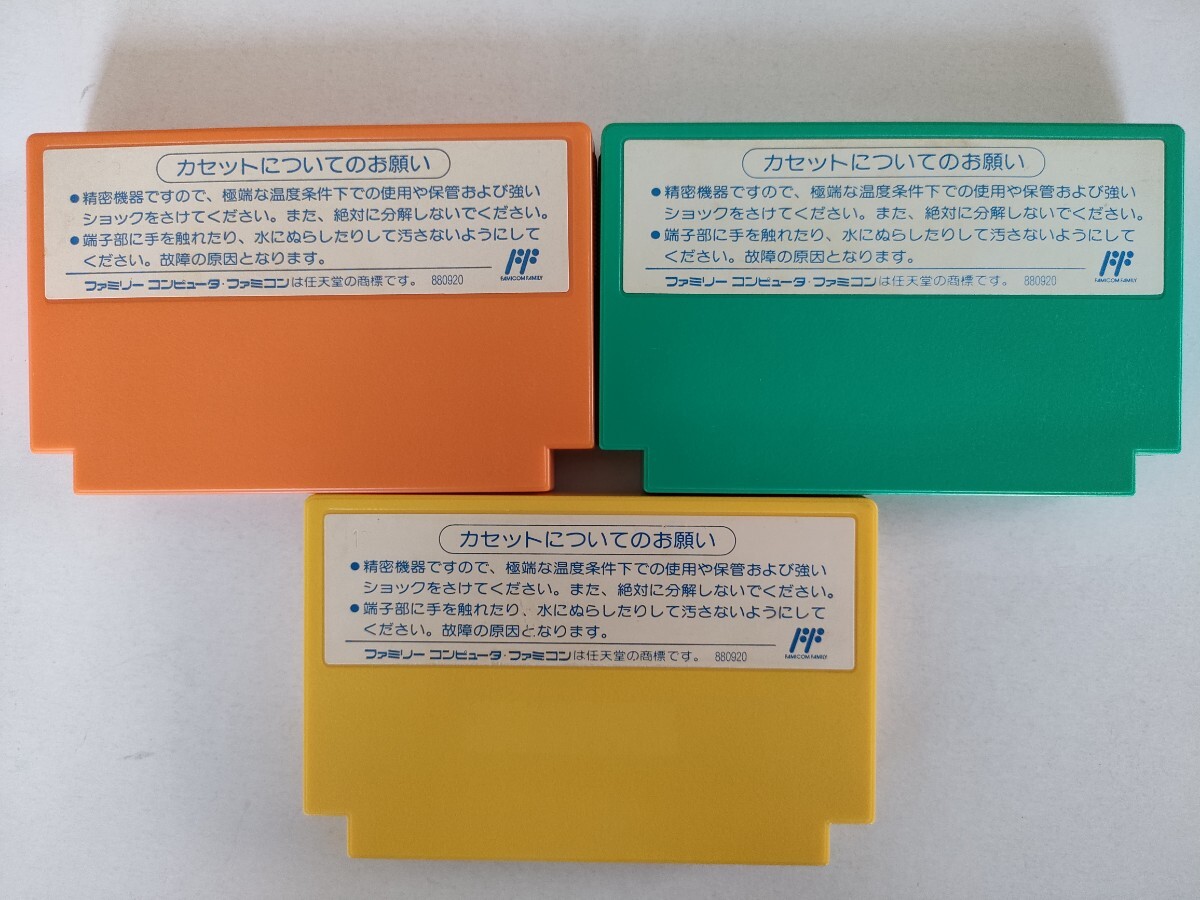 カセットについてのお願い
●精密機器ですので、極端な温度条件下での使用や保管および強い
ショックをさけてください。また、絶対に分解しないでください。
●端子部に手を触れたり、水にぬらしたりして汚さないようにして
ください。故障の原因となります。
FAMICOM FAMILY
ファミリー コンピュータ・ファミコンは任天堂の商標です。 880920
カセットについてのお願い
●精密機器ですので、極端な温度条件下での使用や保管および強い
ショックをさけてください。また、絶対に分解しないでください。
●端子部に手を触れたり、水にぬらしたりして汚さないようにして
ください。故障の原因となります。
FAMICOM FAMILY
ファミリー コンピュータ・ファミコンは任天堂の商標です。 880920
カセットについてのお願い
●精密機器ですので、極端な温度条件下での使用や保管および強い
ショックをさけてください。また、絶対に分解しないでください。
●端子部に手を触れたり、水にぬらしたりして汚さないようにして
ください。故障の原因となります。
FAMICOM FAMILY
ファミリー コンピュータ・ファミコンは任天堂の商標です。 880920